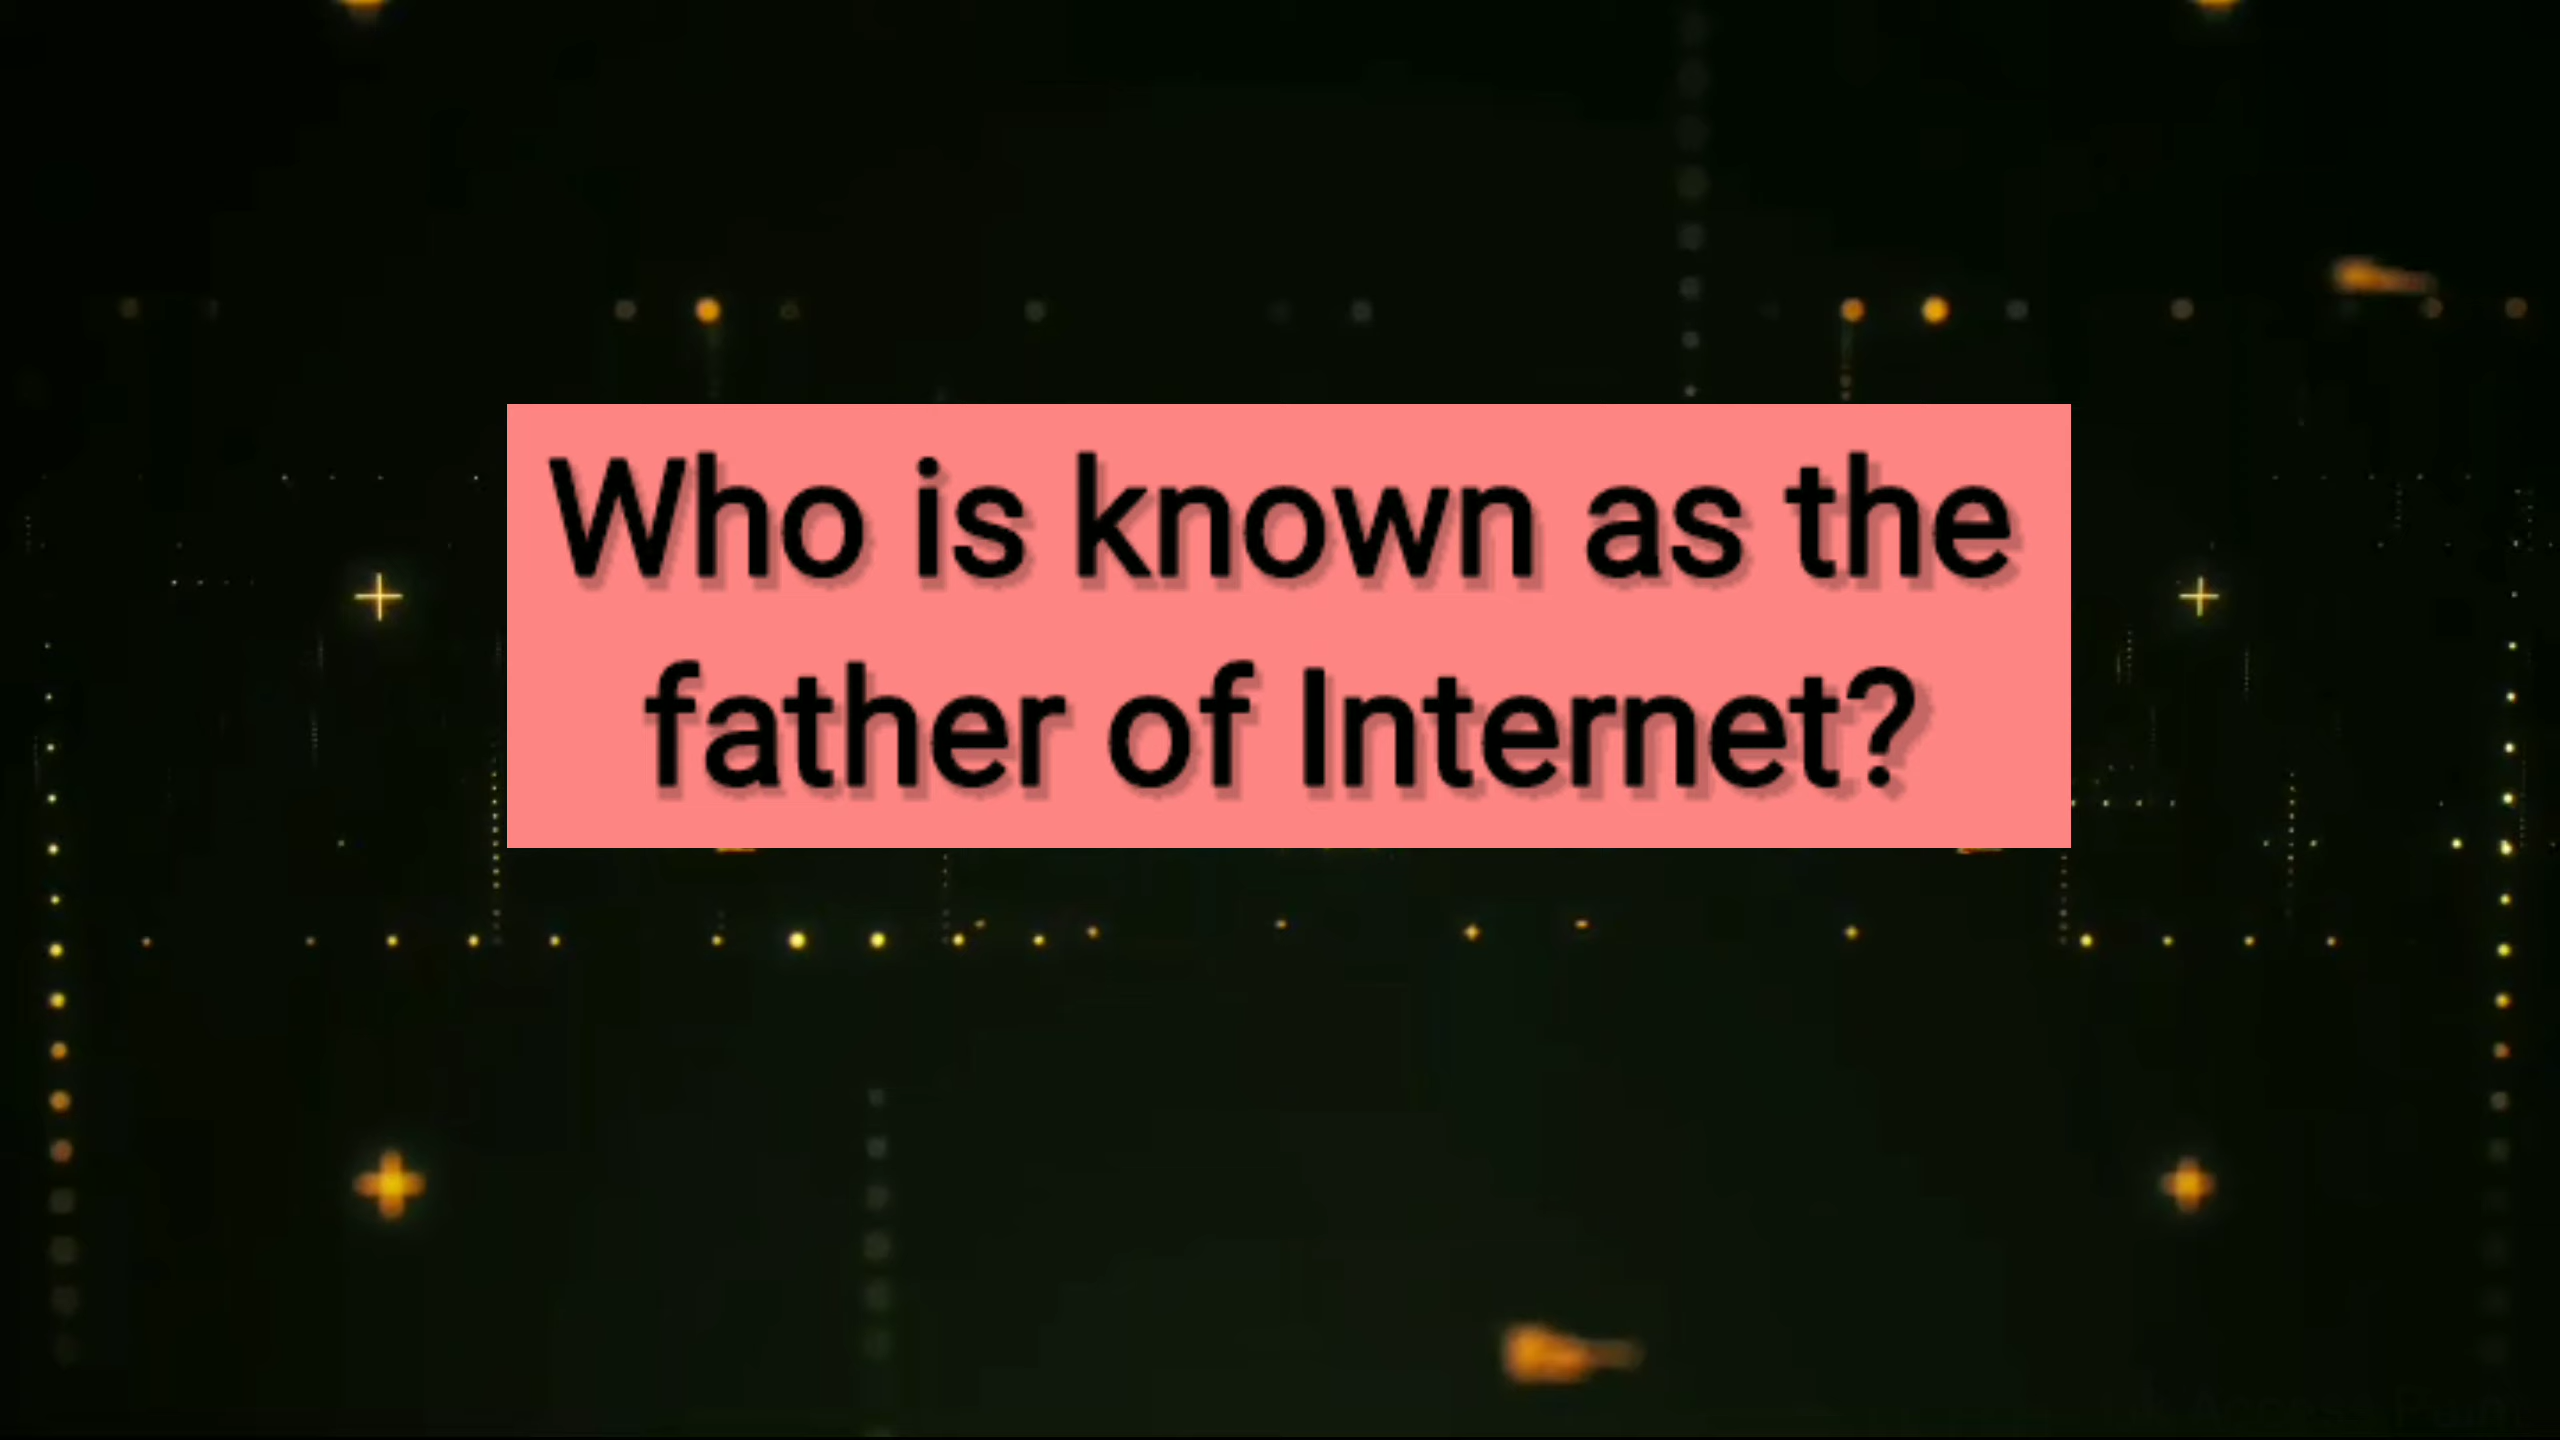 Who is known as the
father of Internet?